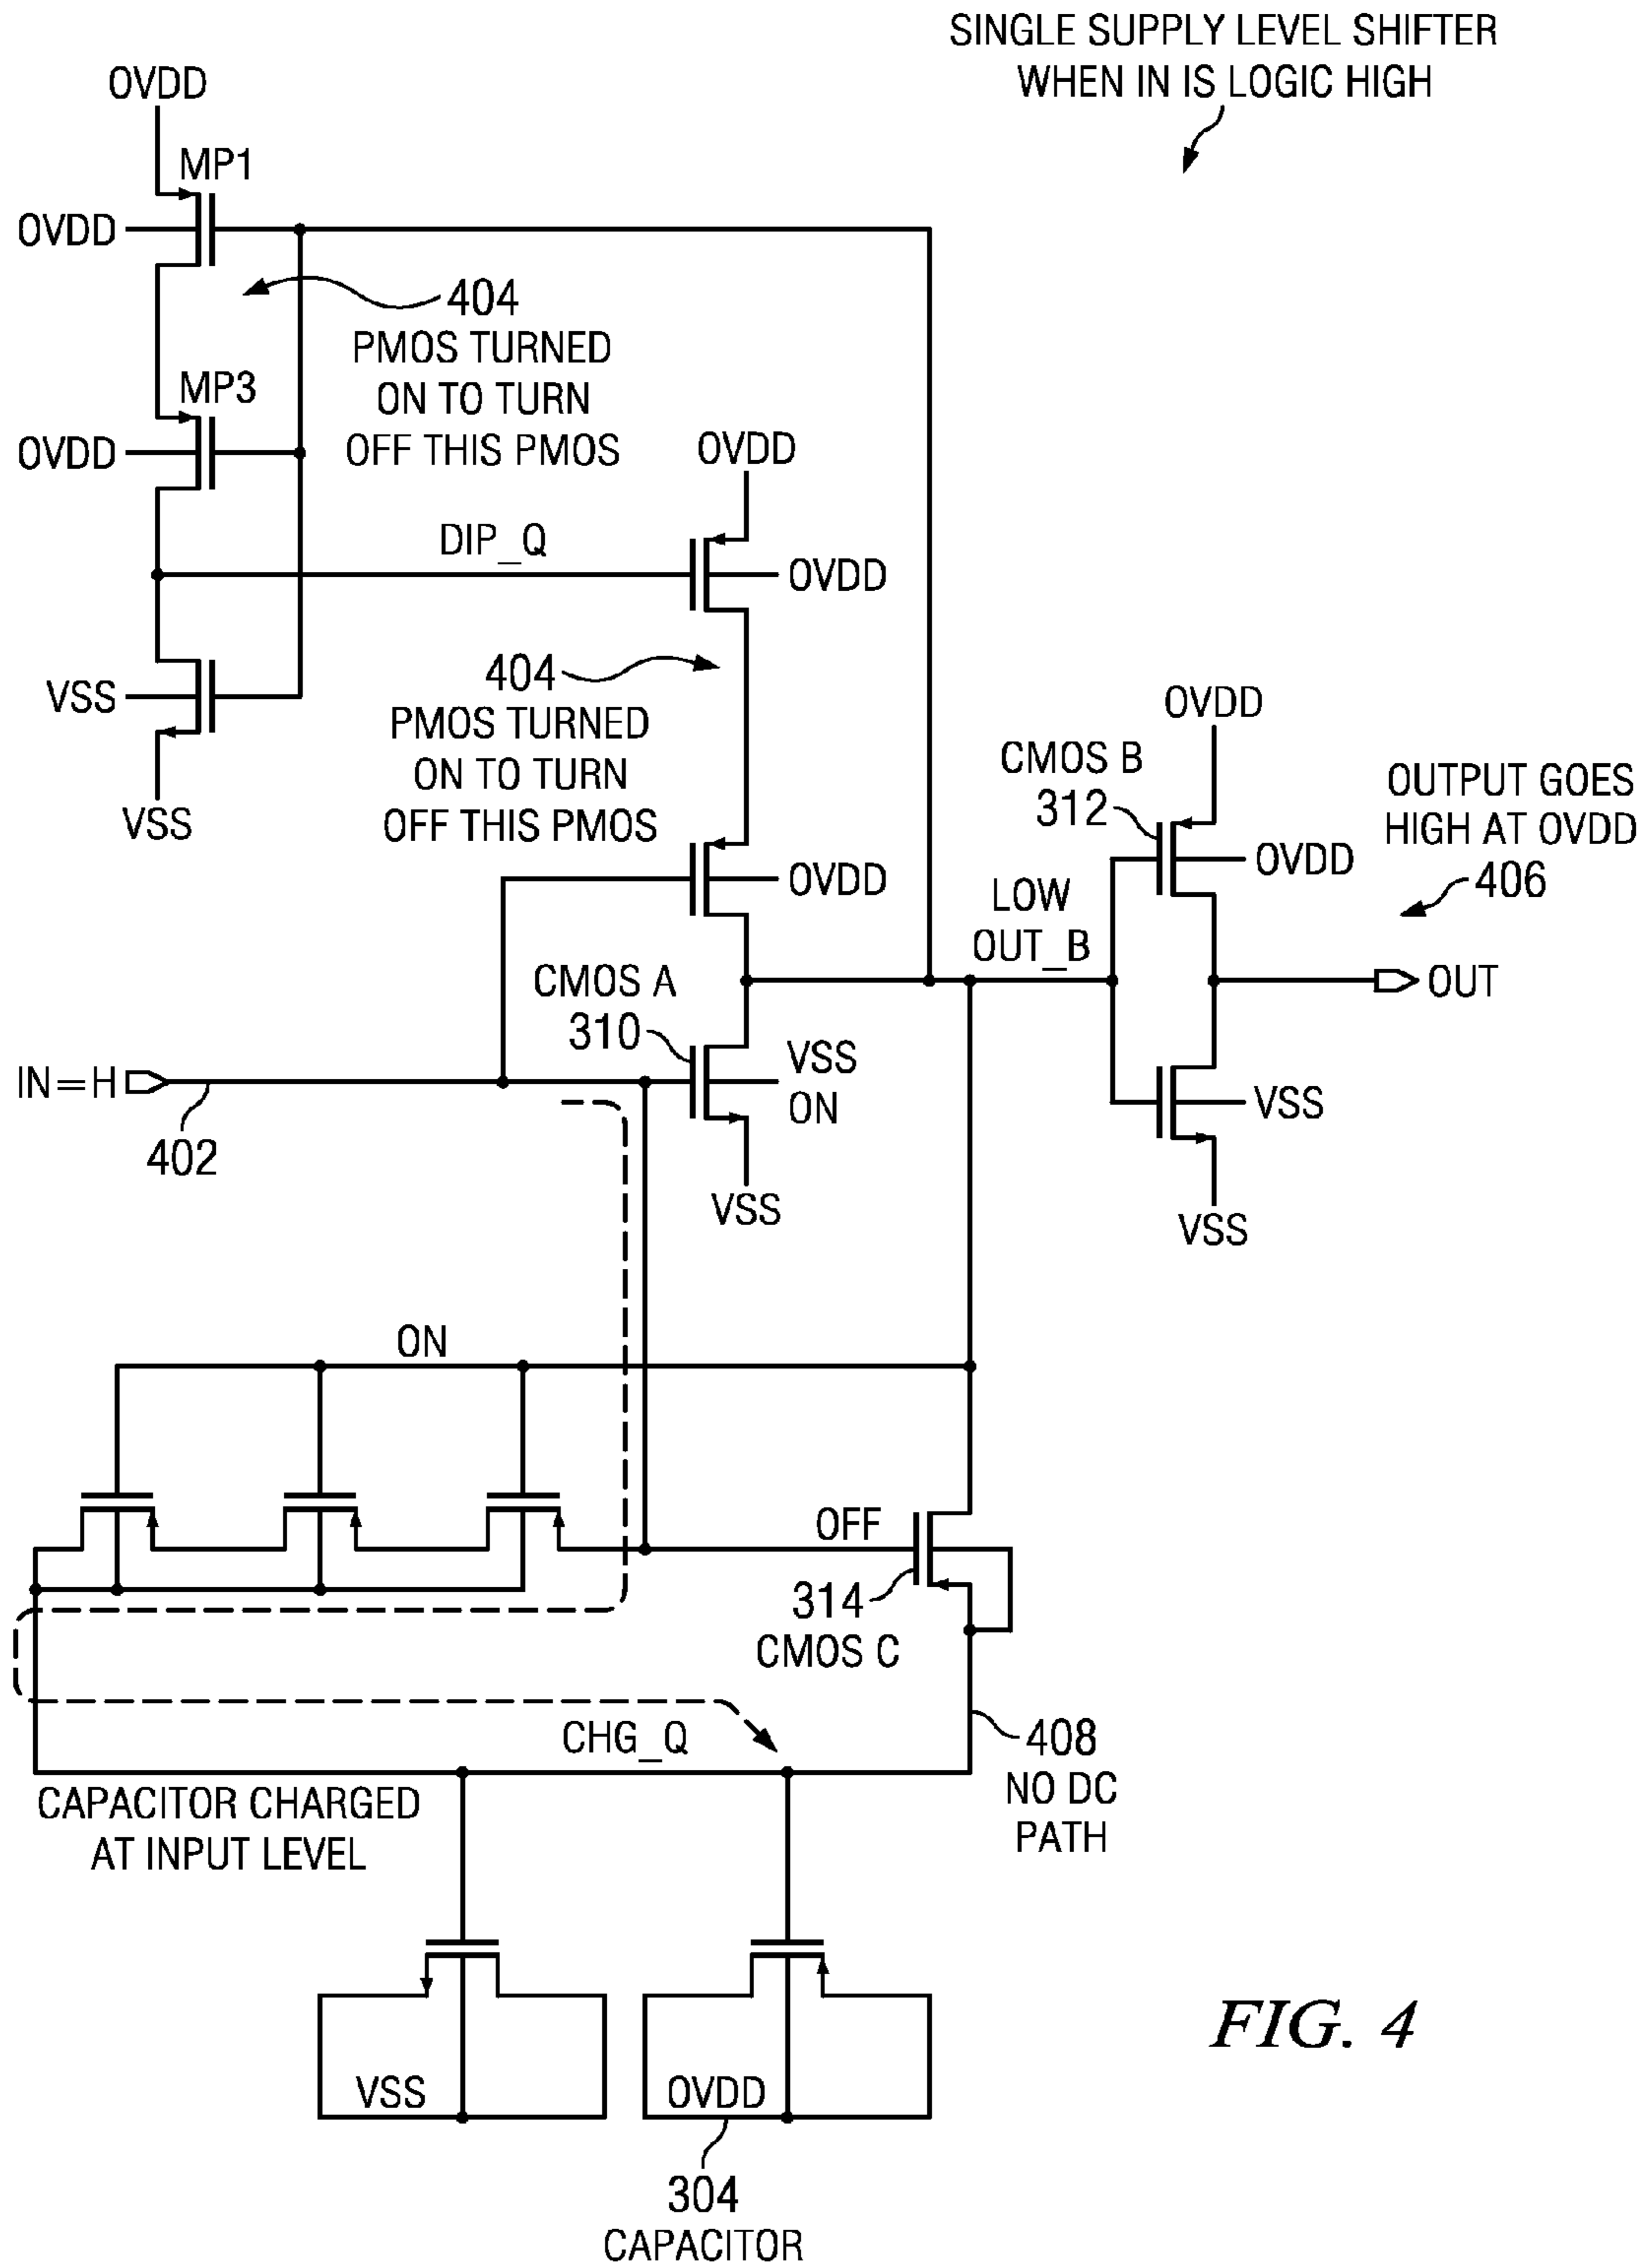 SINGLE SUPPLY LEVEL SHIFTER
WHEN IN IS LOGIC HIGH
OVDD
MP1
OVDD
404
PMOS TURNED
ON TO TURN
OFF THIS PMOS
MP3
OVDD
OVDD
DIP_Q
OVDD
VSS
VSS
404
PMOS TURNED
ON TO TURN
OFF THIS PMOS
OVDD
OVDD
CMOS B
312
OVDD
OUTPUT GOES
HIGH AT OVDD
406
LOW
OUT_B
OUT
CMOS A
310
VSS
ON
IN=H
402
VSS
VSS
VSS
ON
OFF
314
CMOS C
408
NO DC
PATH
CHG_Q
CAPACITOR CHARGED
AT INPUT LEVEL
VSS
OVDD
304
CAPACITOR
FIG. 4